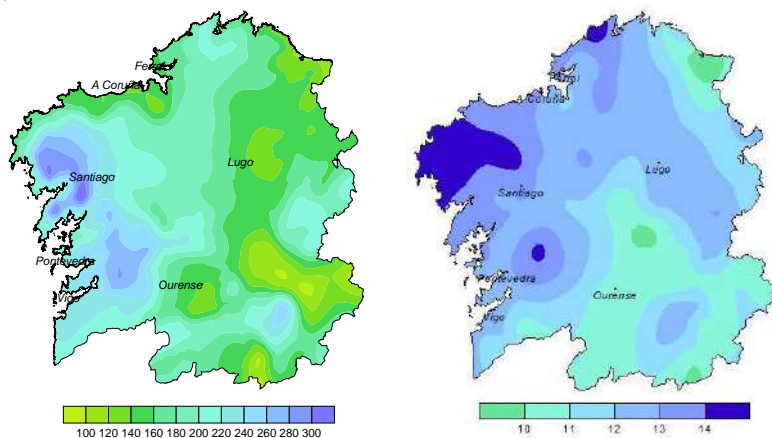 Ferrol
A Coruña
Lugo
Santiago
Pontevedra
Ourense
Vigo
100 120 140 160 180 200 220 240 260 280 300
Ferrol
A Coruña
Lugo
Santiago
Pontevedra
Ourense
Vigo
10 11 12 13 14